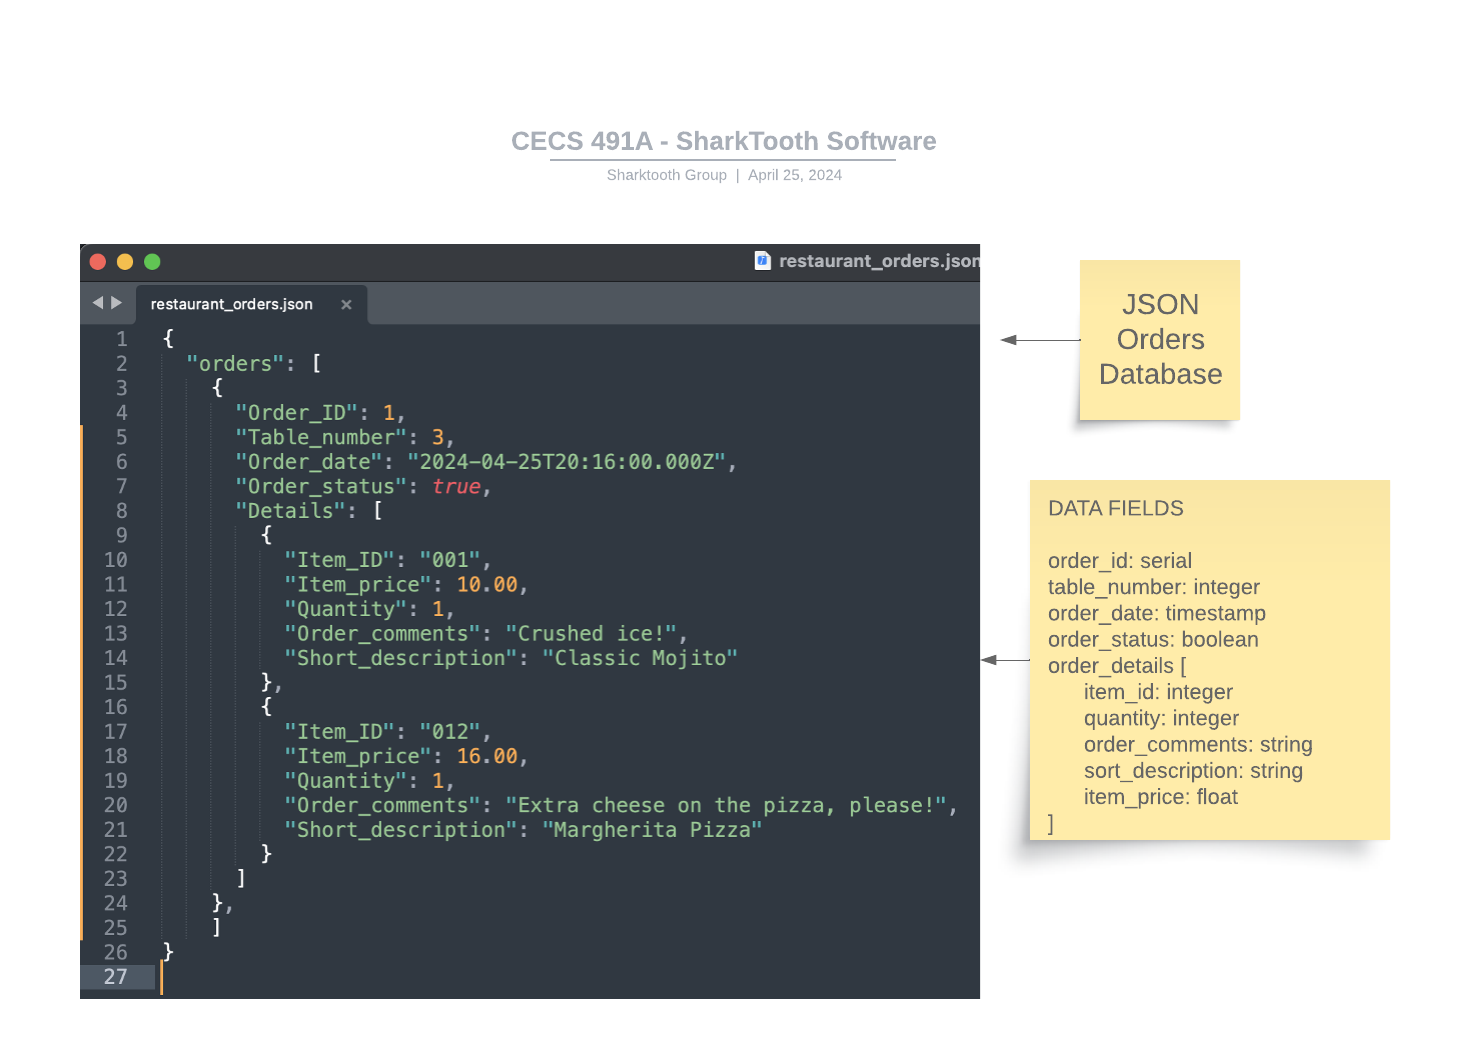 CECS 491A - SharkTooth Software
Sharktooth Group | April 25, 2024
restaurant_orders.json
restaurant_orders.json ×
1 {
2 "orders": [
3 {
4 "Order_ID": 1,
5 "Table_number": 3,
6 "Order_date": "2024-04-25T20:16:00.000Z",
7 "Order_status": true,
8 "Details": [
9 {
10 "Item_ID": "001",
11 "Item_price": 10.00,
12 "Quantity": 1,
13 "Order_comments": "Crushed ice!",
14 "Short_description": "Classic Mojito"
15 },
16 {
17 "Item_ID": "012",
18 "Item_price": 16.00,
19 "Quantity": 1,
20 "Order_comments": "Extra cheese on the pizza, please!",
21 "Short_description": "Margherita Pizza"
22 }
23 ]
24 },
25 ]
26 }
27
JSON
Orders
Database
DATA FIELDS
order_id: serial
table_number: integer
order_date: timestamp
order_status: boolean
order_details [
item_id: integer
quantity: integer
order_comments: string
sort_description: string
item_price: float
]